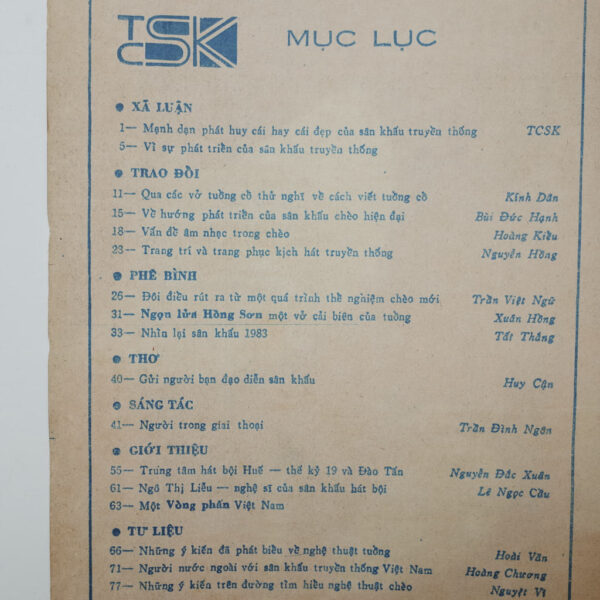 TSK
CSK
MỤC LỤC
● XÃ LUẬN
1— Mạnh dạn phát huy cái hay cái đẹp của sân khấu truyền thống TCSK
5— Vì sự phát triển của sân khấu truyền thống
● TRAO ĐỔI
11— Qua các vở tuồng cổ thử nghĩ về cách viết tuồng cổ Kính Dân
15— Về hướng phát triển của sân khấu chèo hiện đại Bùi Đức Hạnh
18— Vấn đề âm nhạc trong chèo Hoàng Kiều
23— Trang trí và trang phục kịch hát truyền thống Nguyễn Hồng
● PHÊ BÌNH
26— Đôi điều rút ra từ một quá trình thể nghiệm chèo mới Trần Việt Ngữ
31— Ngọn lửa Hồng Sơn một vở cải biên của tuồng Xuân Hồng
33— Nhìn lại sân khấu 1983 Tất Thắng
● THƠ
40— Gửi người bạn đạo diễn sân khấu Huy Cận
● SÁNG TÁC
41— Người trong giai thoại Trần Đình Ngôn
● GIỚI THIỆU
55— Trung tâm hát bội Huế — thế kỷ 19 và Đào Tấn Nguyễn Đắc Xuân
61— Ngô Thị Liễu — nghệ sĩ của sân khấu hát bội Lê Ngọc Cầu
63— Một Vòng phấn Việt Nam
● TƯ LIỆU
66— Những ý kiến đã phát biểu về nghệ thuật tuồng Hoài Văn
71— Người nước ngoài với sân khấu truyền thống Việt Nam Hoàng Chương
77— Những ý kiến trên đường tìm hiểu nghệ thuật chèo Nguyệt Vi